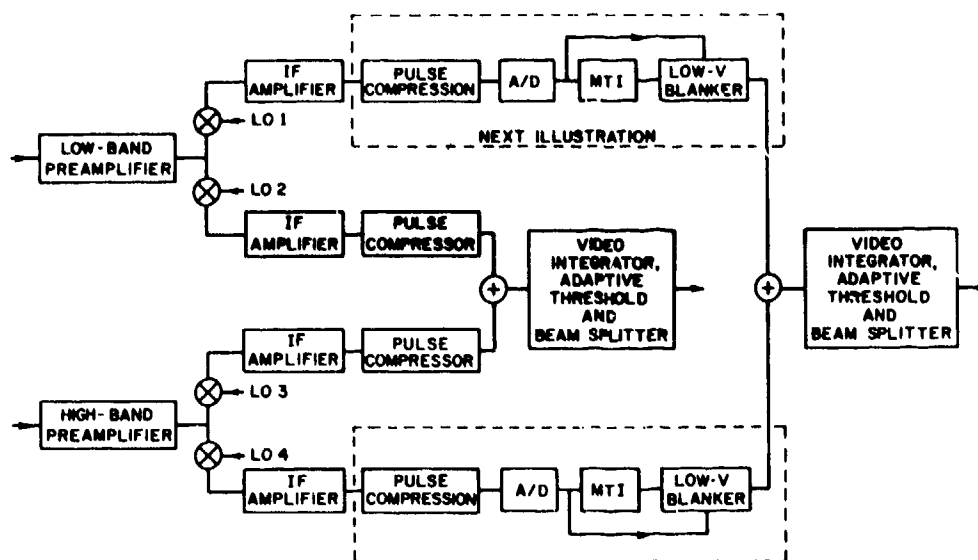 IF
AMPLIFIER
PULSE
COMPRESSION
A/D
MTI
LOW-V
BLANKER
LO 1
NEXT ILLUSTRATION
LOW-BAND
PREAMPLIFIER
LO 2
IF
AMPLIFIER
PULSE
COMPRESSOR
VIDEO
INTEGRATOR,
ADAPTIVE
THRESHOLD
AND
BEAM SPLITTER
VIDEO
INTEGRATOR,
ADAPTIVE
THRESHOLD
AND
BEAM SPLITTER
IF
AMPLIFIER
PULSE
COMPRESSOR
LO 3
HIGH-BAND
PREAMPLIFIER
LO 4
IF
AMPLIFIER
PULSE
COMPRESSION
A/D
MTI
LOW-V
BLANKER